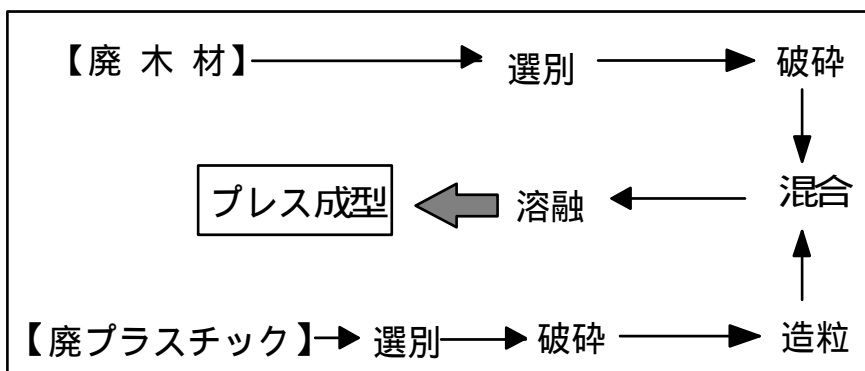 【廃 木 材】 選別 破砕
プレス成型 溶融 混合
【廃プラスチック】 選別 破砕 造粒